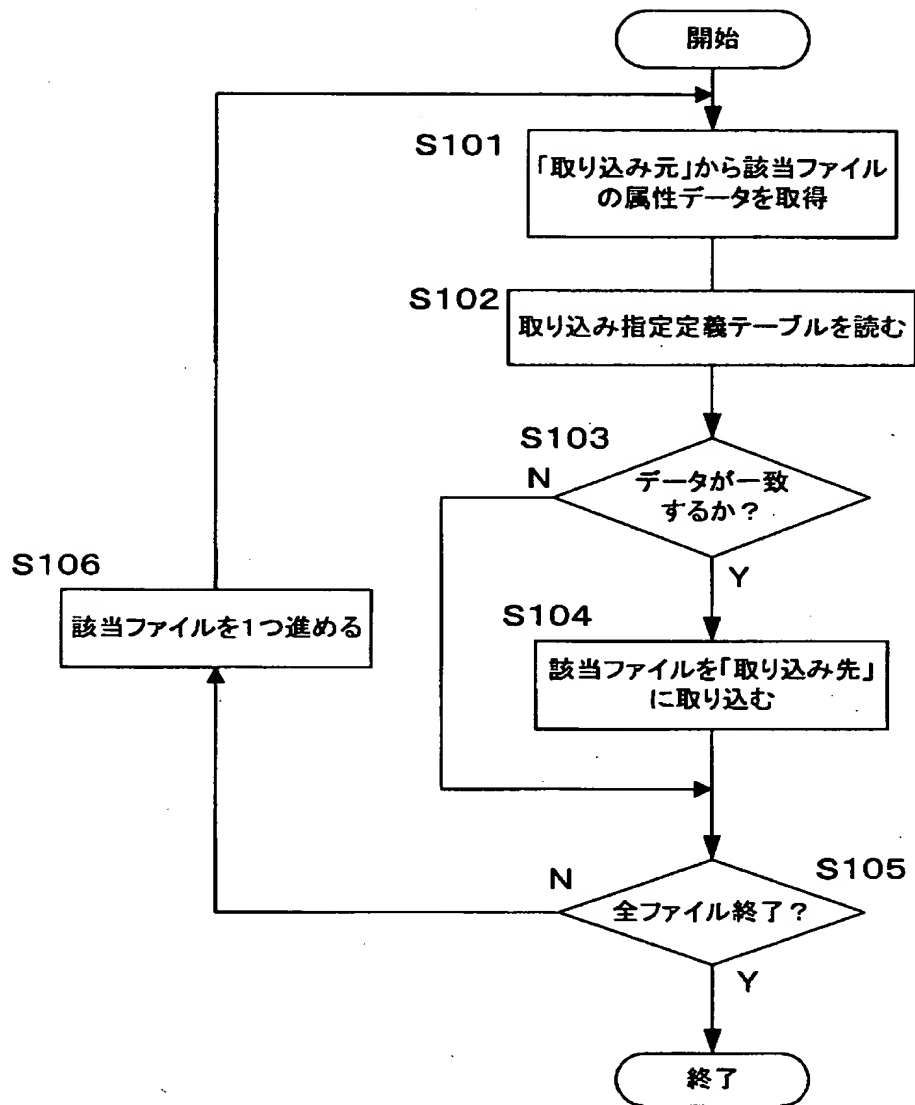 開始
S101
「取り込み元」から該当ファイル
の属性データを取得
S102
取り込み指定定義テーブルを読む
S103
N
データが一致
するか？
Y
S104
該当ファイルを「取り込み先」
に取り込む
S106
該当ファイルを1つ進める
S105
N
全ファイル終了？
Y
終了